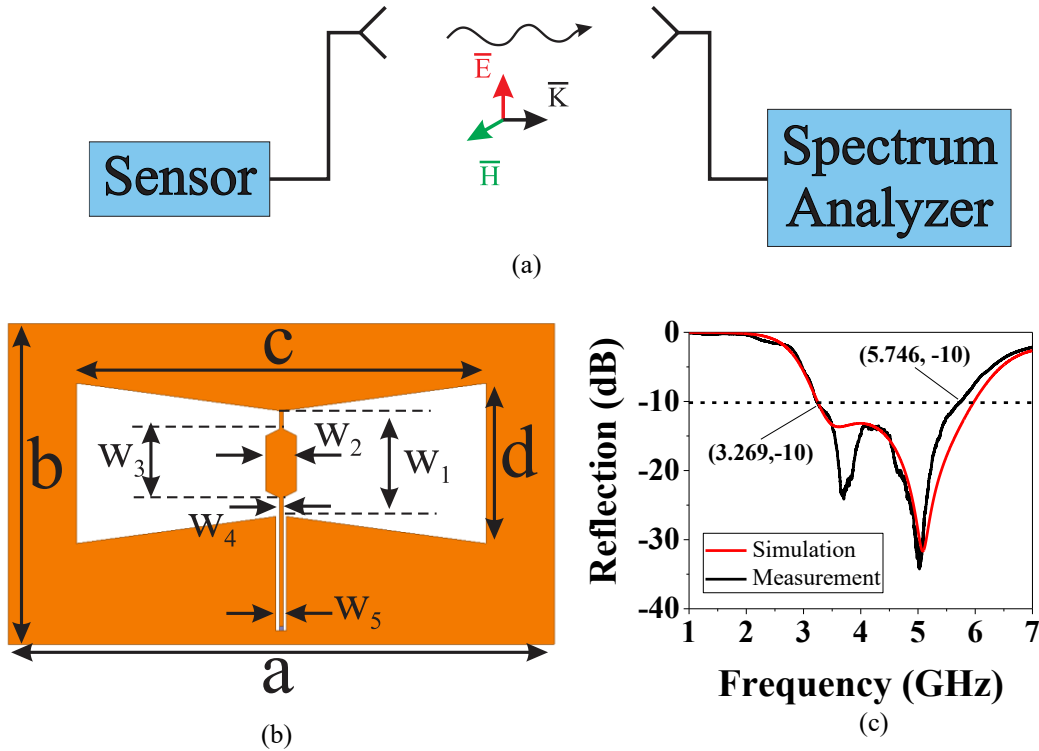 E
K
H
Sensor
Spectrum
Analyzer
(a)
c
b
W3
W2
W1
d
W4
W5
a
(b)
Reflection (dB)
0
-10
-20
-30
-40
(5.746, -10)
(3.269,-10)
Simulation
Measurement
1 2 3 4 5 6 7
Frequency (GHz)
(c)